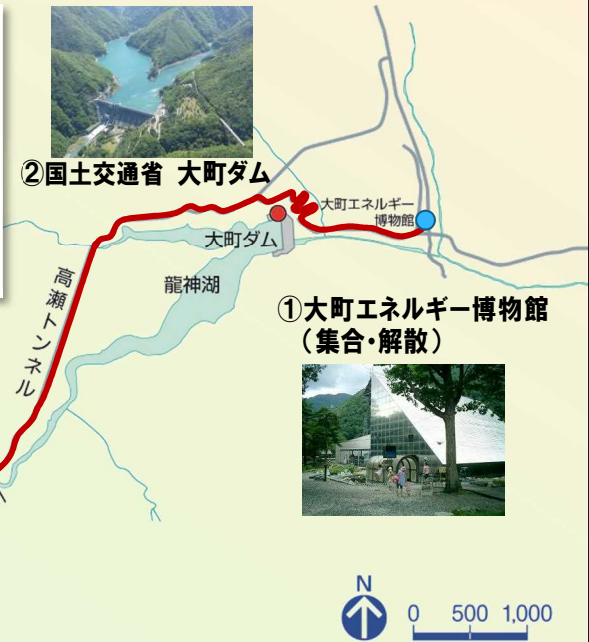 ②国土交通省 大町ダム
大町エネルギー
博物館
大町ダム
龍神湖
高瀬トンネル
①大町エネルギー博物館
（集合・解散）
N
0 500 1,000